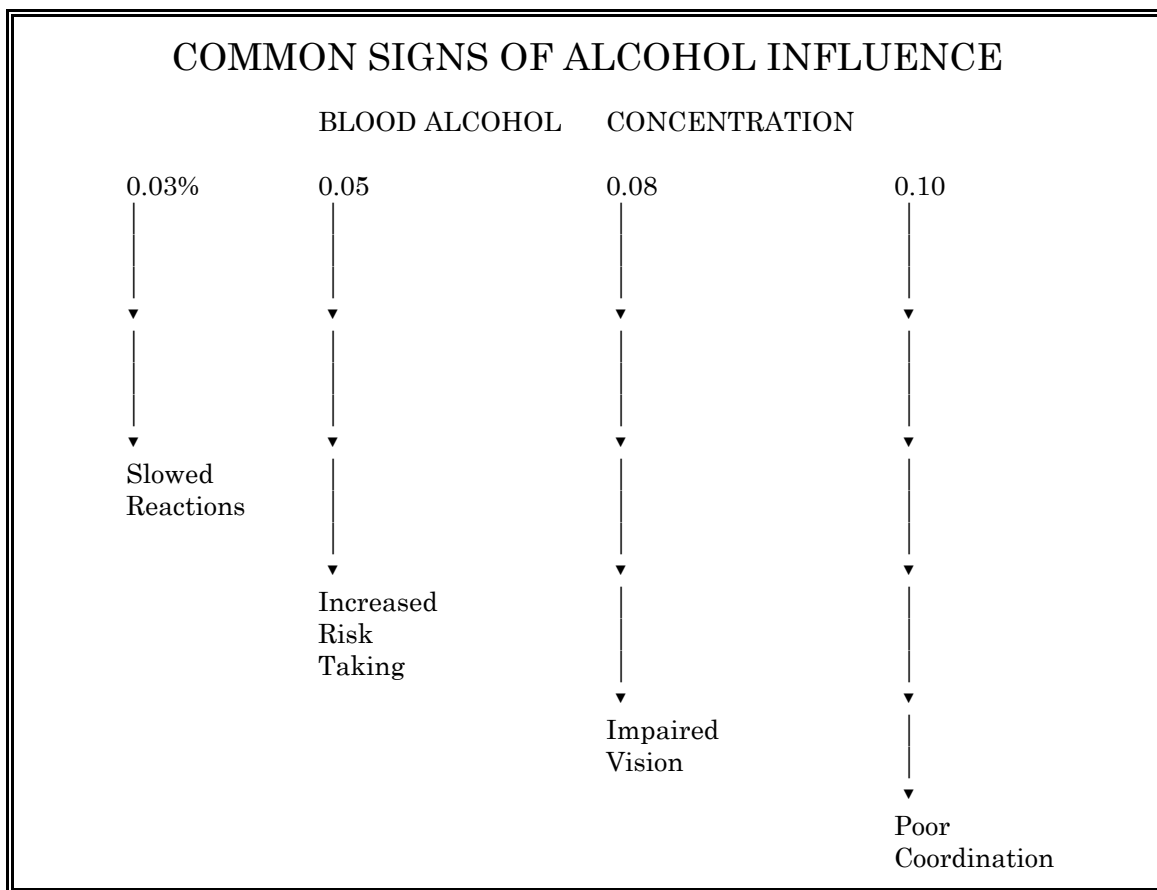 COMMON SIGNS OF ALCOHOL INFLUENCE
BLOOD ALCOHOL CONCENTRATION
0.03% 0.05 0.08 0.10
Slowed
Reactions
Increased
Risk
Taking
Impaired
Vision
Poor
Coordination